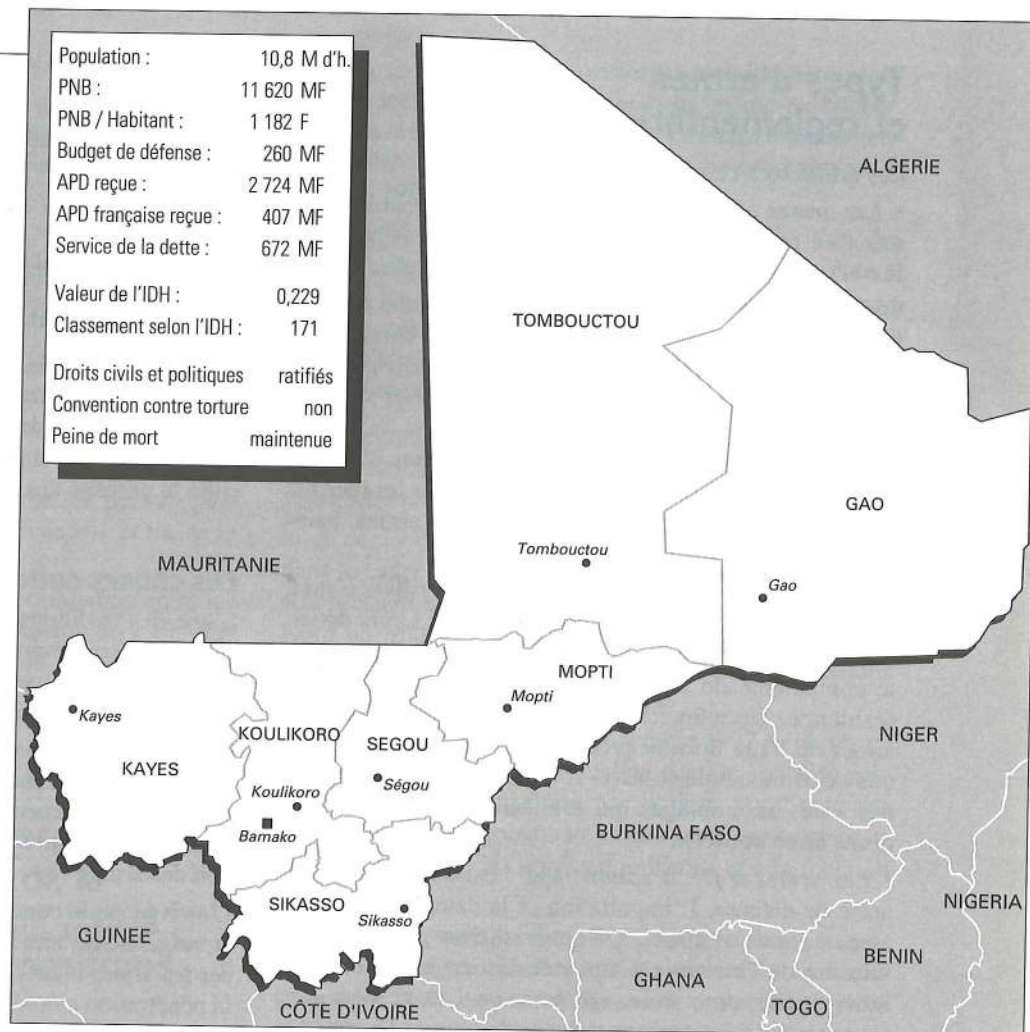 Population : 10,8 M d'h.
PNB : 11 620 MF
PNB / Habitant : 1 182 F
Budget de défense : 260 MF
APD reçue : 2 724 MF
APD française reçue : 407 MF
Service de la dette : 672 MF
Valeur de l'IDH : 0,229
Classement selon l'IDH : 171
Droits civils et politiques ratifiés
Convention contre torture non
Peine de mort maintenue
ALGERIE
TOMBOUCTOU
GAO
MAURITANIE
Tombouctou
Gao
MOPTI
Mopti
Kayes
KOULIKORO
SEGOU
NIGER
KAYES
Ségou
Koulikoro
Bamako
BURKINA FASO
SIKASSO
Sikasso
NIGERIA
GUINEE
BENIN
GHANA
CÔTE D'IVOIRE
TOGO